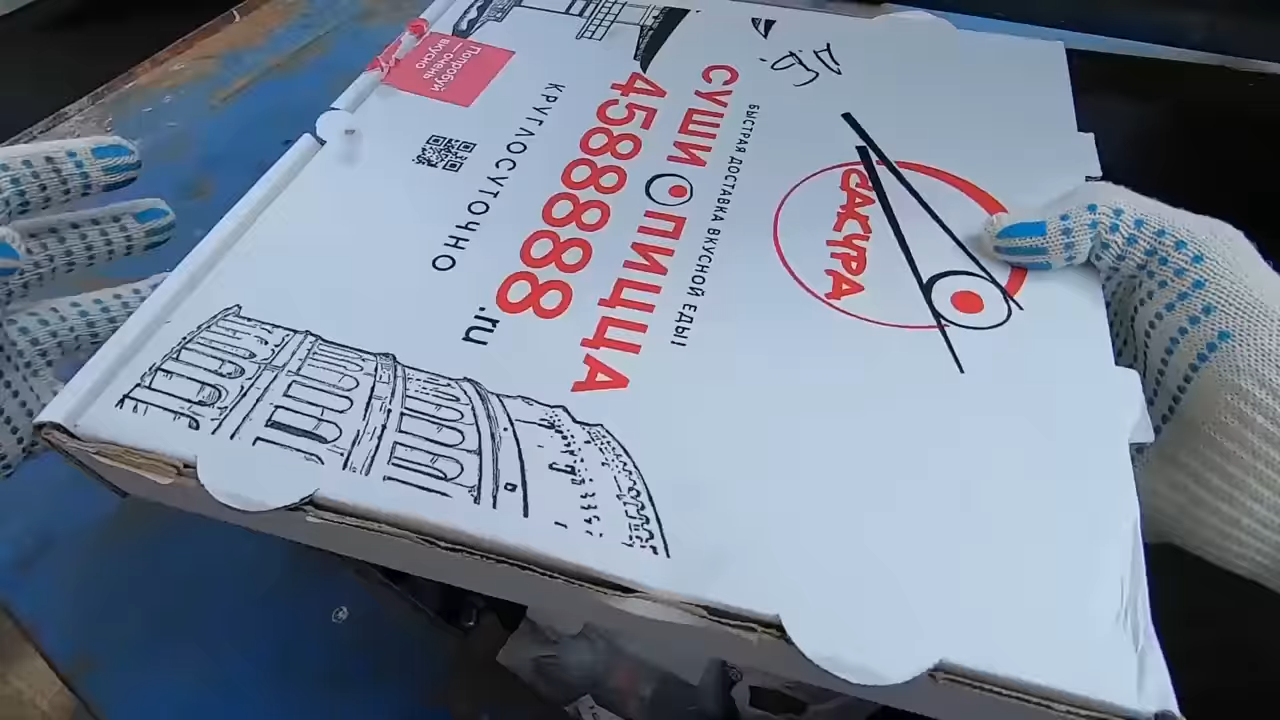 САКУРА
БЫСТРАЯ ДОСТАВКА ВКУСНОЙ ЕДЫ!
СУШИ ПИЦЦА
4588888.ru
КРУГЛОСУТОЧНО
Попробуй
— очень
вкусно